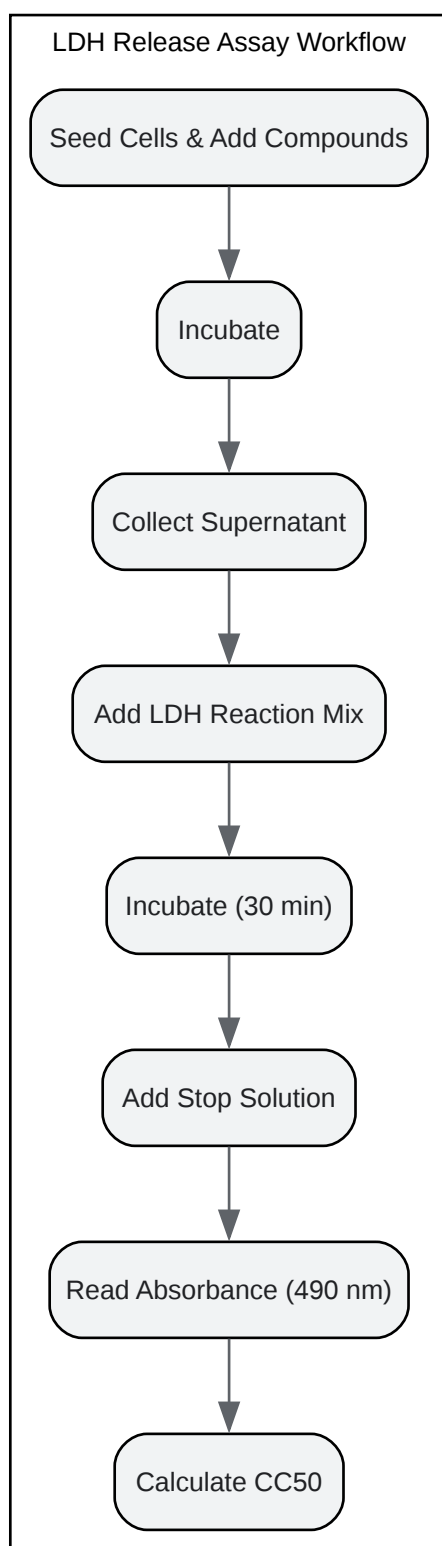 LDH Release Assay Workflow
Seed Cells & Add Compounds
Incubate
Collect Supernatant
Add LDH Reaction Mix
Incubate (30 min)
Add Stop Solution
Read Absorbance (490 nm)
Calculate CC50